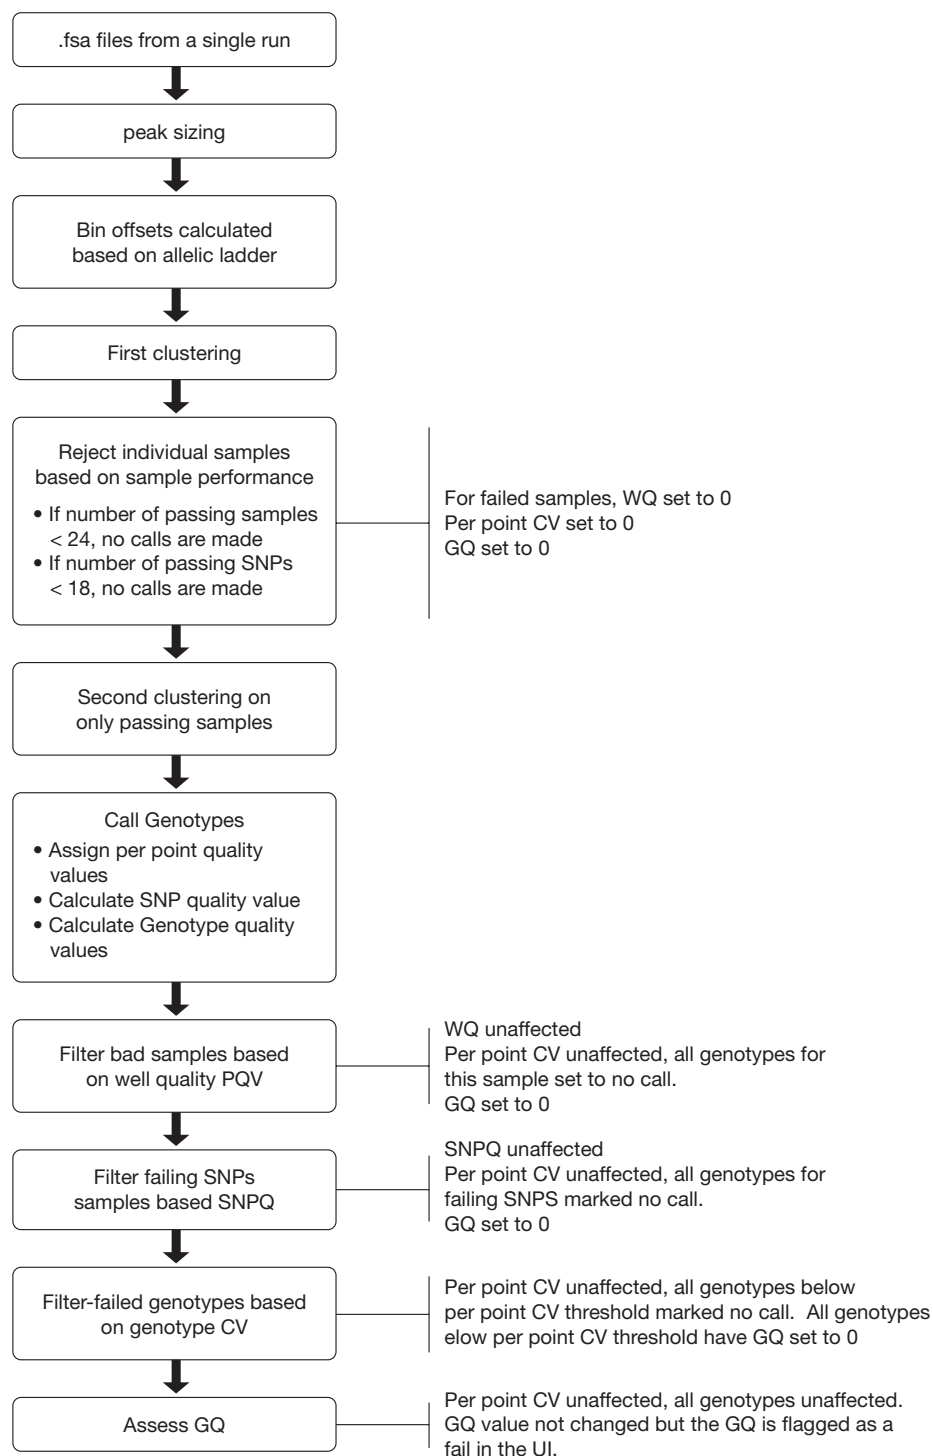 .fsa files from a single run
peak sizing
Bin offsets calculated
based on allelic ladder
First clustering
Reject individual samples
based on sample performance
• If number of passing samples
< 24, no calls are made
• If number of passing SNPs
< 18, no calls are made
For failed samples, WQ set to 0
Per point CV set to 0
GQ set to 0
Second clustering on
only passing samples
Call Genotypes
• Assign per point quality
values
• Calculate SNP quality value
• Calculate Genotype quality
values
Filter bad samples based
on well quality PQV
WQ unaffected
Per point CV unaffected, all genotypes for
this sample set to no call.
GQ set to 0
Filter failing SNPs
samples based SNPQ
SNPQ unaffected
Per point CV unaffected, all genotypes for
failing SNPS marked no call.
GQ set to 0
Filter-failed genotypes based
on genotype CV
Per point CV unaffected, all genotypes below
per point CV threshold marked no call.  All genotypes
elow per point CV threshold have GQ set to 0
Assess GQ
Per point CV unaffected, all genotypes unaffected.
GQ value not changed but the GQ is flagged as a
fail in the UI.